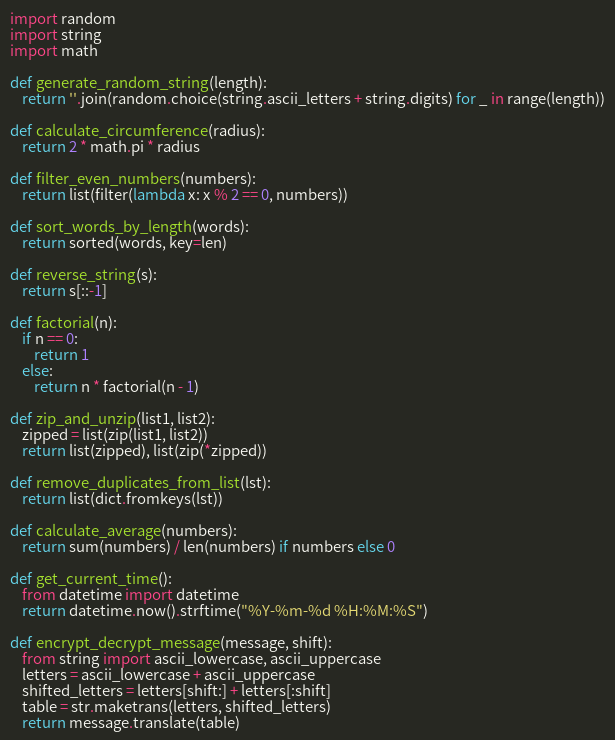 import random
import string
import math

def generate_random_string(length):
    return ''.join(random.choice(string.ascii_letters + string.digits) for _ in range(length))

def calculate_circumference(radius):
    return 2 * math.pi * radius

def filter_even_numbers(numbers):
    return list(filter(lambda x: x % 2 == 0, numbers))

def sort_words_by_length(words):
    return sorted(words, key=len)

def reverse_string(s):
    return s[::-1]

def factorial(n):
    if n == 0:
        return 1
    else:
        return n * factorial(n - 1)

def zip_and_unzip(list1, list2):
    zipped = list(zip(list1, list2))
    return list(zipped), list(zip(*zipped))

def remove_duplicates_from_list(lst):
    return list(dict.fromkeys(lst))

def calculate_average(numbers):
    return sum(numbers) / len(numbers) if numbers else 0

def get_current_time():
    from datetime import datetime
    return datetime.now().strftime("%Y-%m-%d %H:%M:%S")

def encrypt_decrypt_message(message, shift):
    from string import ascii_lowercase, ascii_uppercase
    letters = ascii_lowercase + ascii_uppercase
    shifted_letters = letters[shift:] + letters[:shift]
    table = str.maketrans(letters, shifted_letters)
    return message.translate(table)